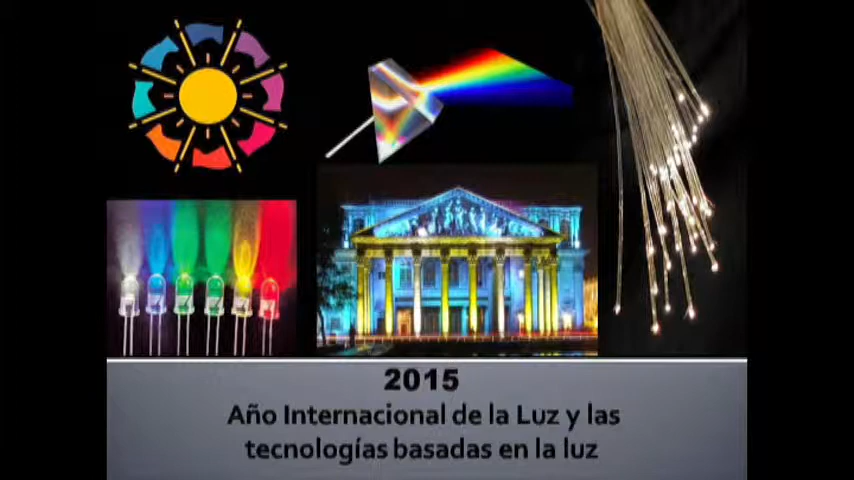 2015
Año Internacional de la Luz y las
tecnologías basadas en la luz